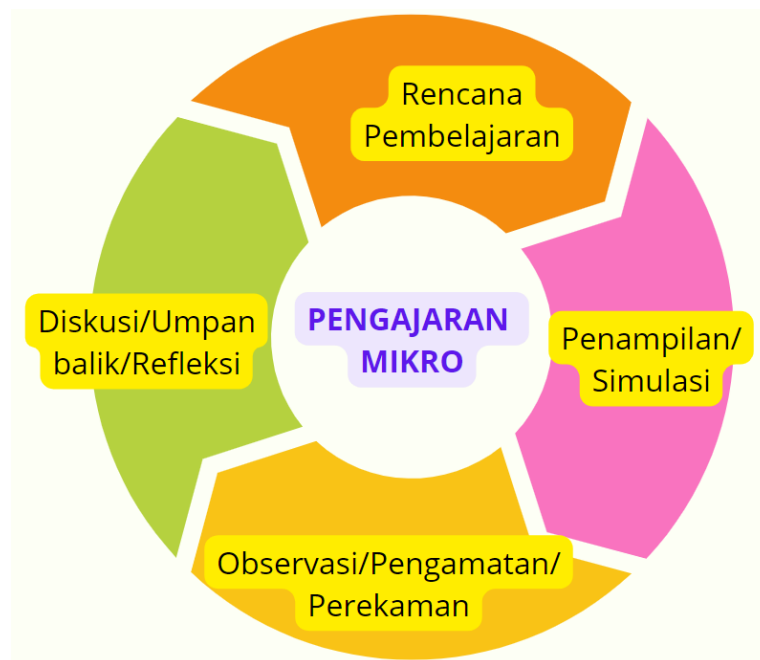 Rencana
Pembelajaran
Diskusi/Umpan
balik/Refleksi
PENGAJARAN
MIKRO
Penampilan/
Simulasi
Observasi/Pengamatan/
Perekaman